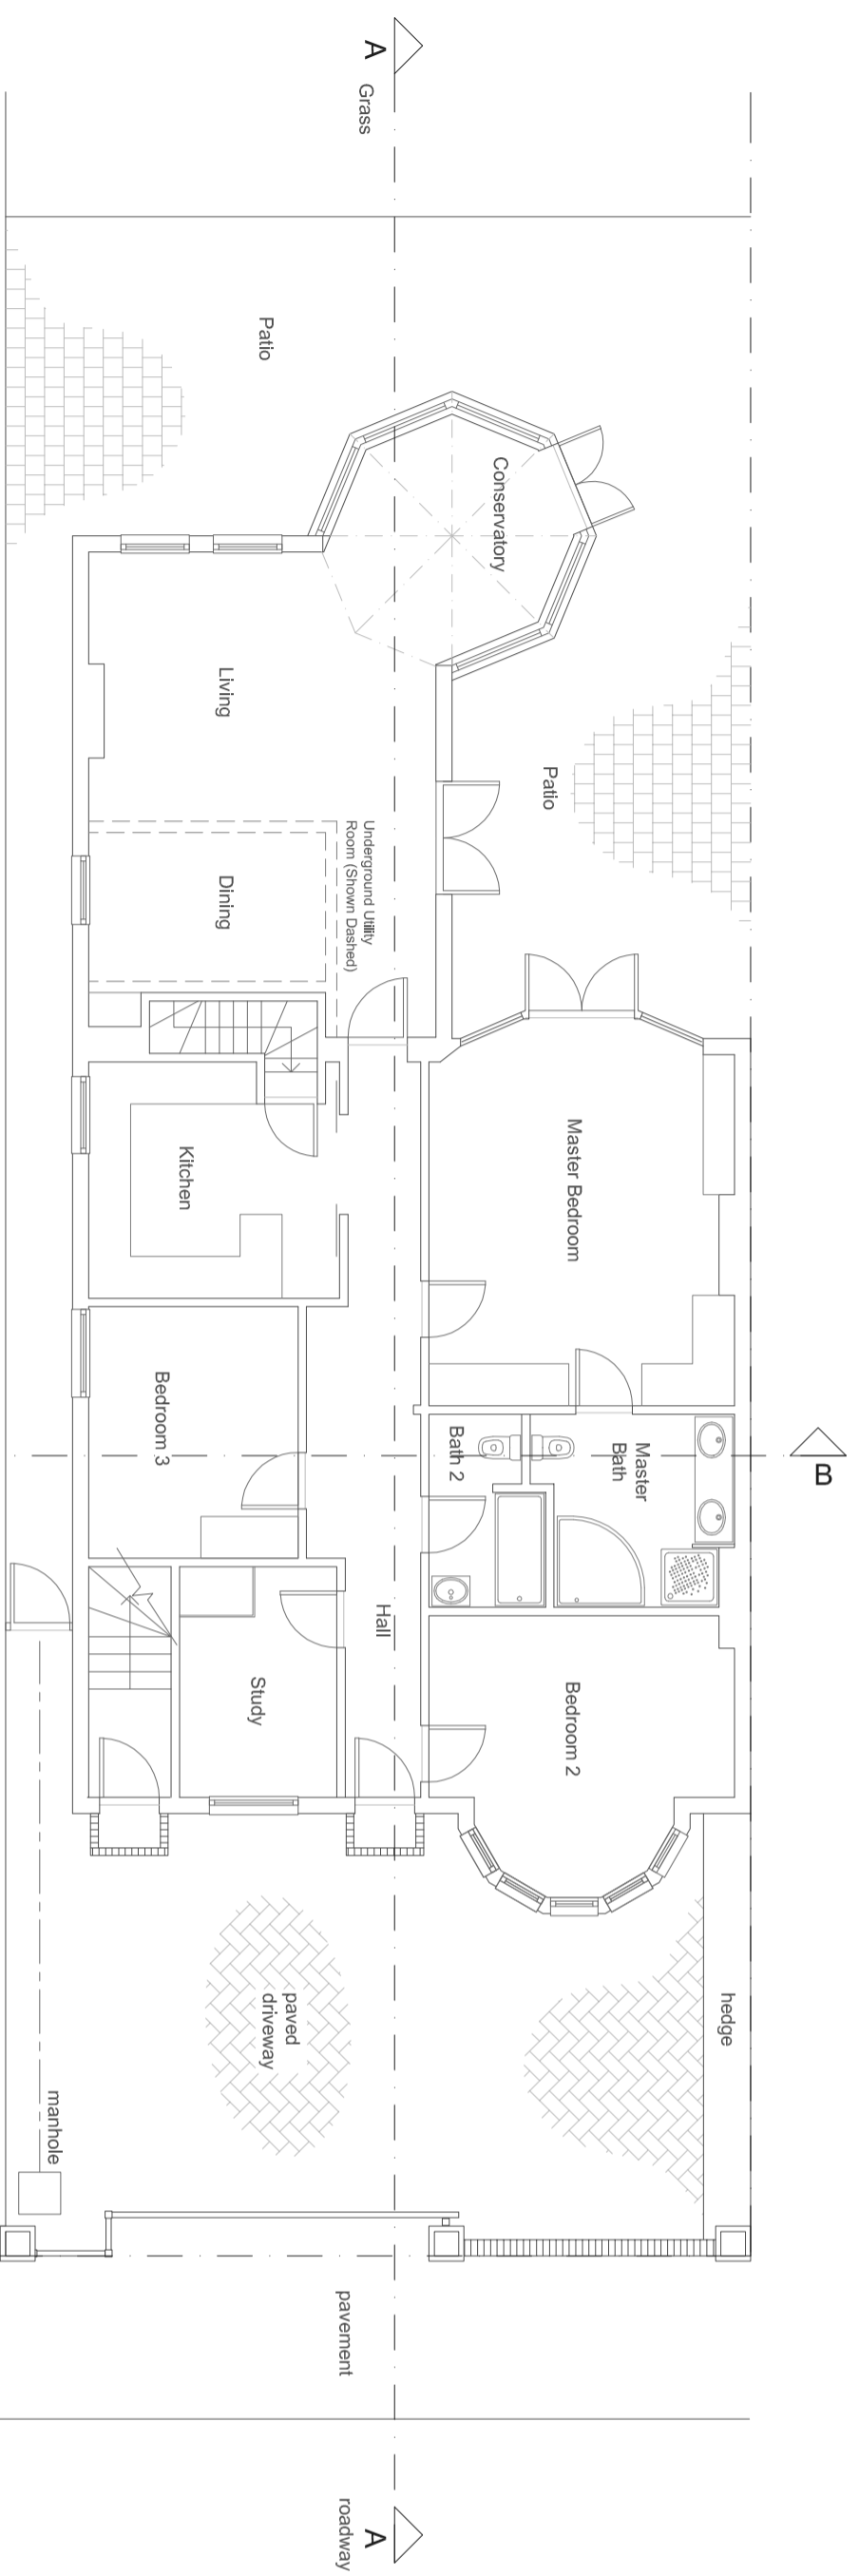 A
Grass
Patio
Conservatory
Living
Patio
Underground Utility
Room (Shown Dashed)
Dining
Master Bedroom
Kitchen
Bedroom 3
Bath 2
Master
Bath
B
Hall
Study
Bedroom 2
paved
driveway
hedge
manhole
pavement
roadway
A